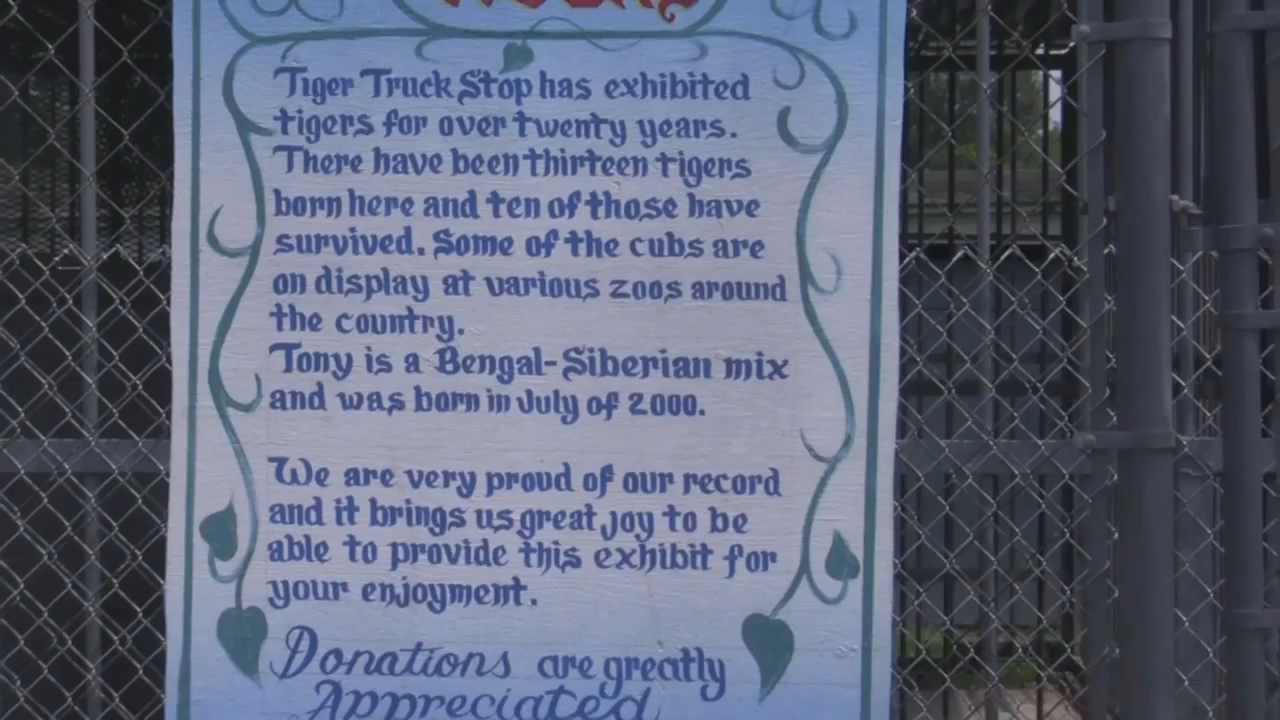 Tiger Truck Stop has exhibited
tigers for over twenty years.
There have been thirteen tigers
born here and ten of those have
survived. Some of the cubs are
on display at various zoos around
the country.
Tony is a Bengal-Siberian mix
and was born in July of 2000.
We are very proud of our record
and it brings us great joy to be
able to provide this exhibit for
your enjoyment.
Donations are greatly
Appreciated